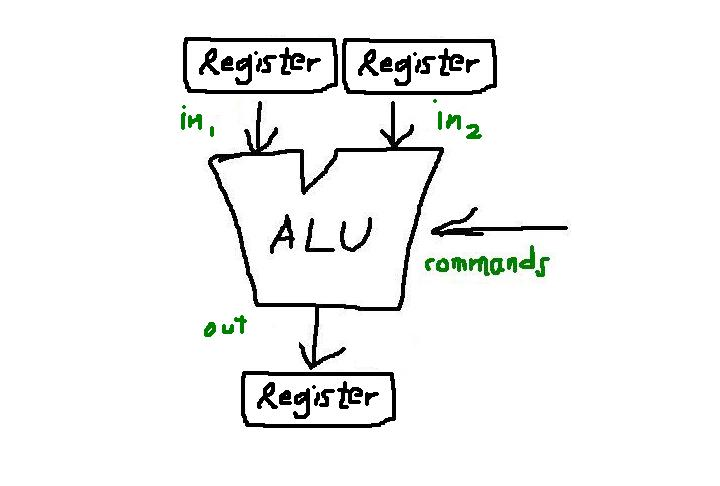 Register Register
in1 in2
ALU
commands
out
Register